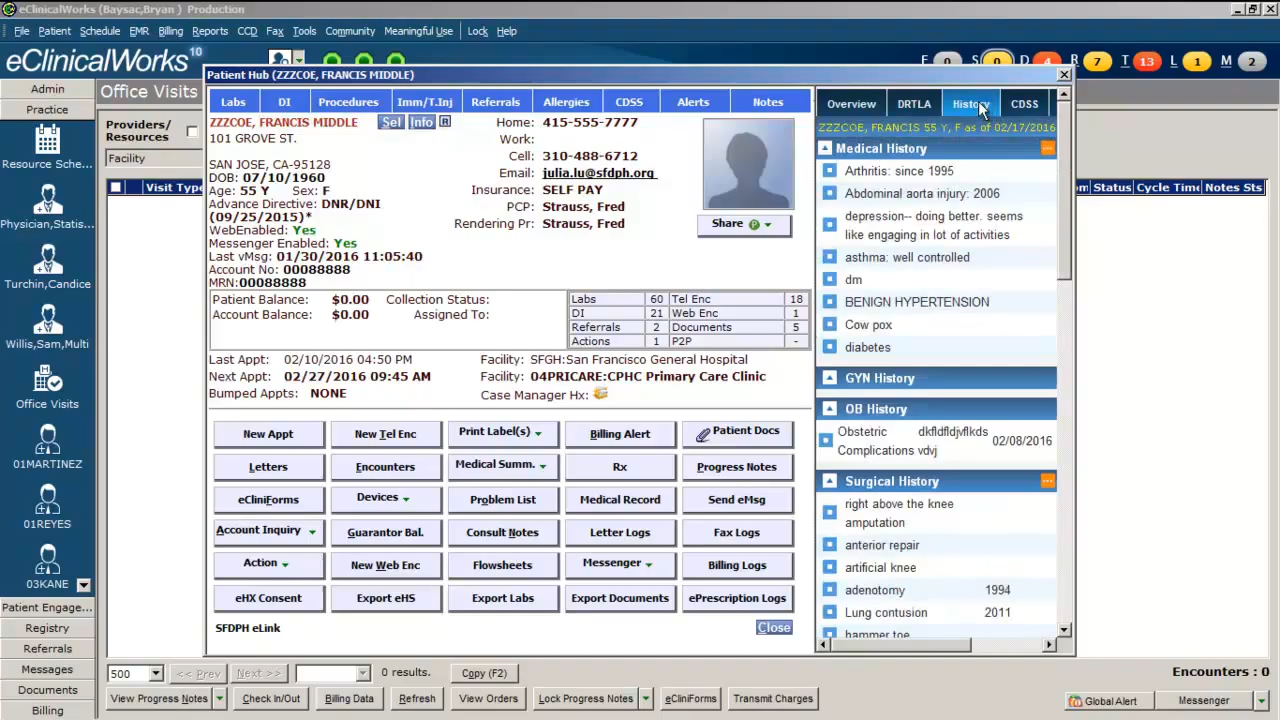 eClinicalWorks (Baysac,Bryan )
File Patient Schedule EMR Billing Reports CCD Fax Tools Community Meaningful Use Lock Help
eClinicalWorks 10
S 0 D 4 R 7 T 13 L 1 M 2
Admin
Practice
Resource Sche...
Physician,Statis...
Turchin,Candice
Willis,Sam,Multi
Office Visits
01MARTINEZ
01REYES
03KANE
Patient Engage...
Registry
Referrals
Messages
Documents
Billing
Office Visits
Providers/
Resources
Facility
Visit Type
Status Cycle Time Notes Sts
Patient Hub (ZZZCOE, FRANCIS MIDDLE)
Labs DI Procedures Imm/T.Inj Referrals Allergies CDSS Alerts Notes
ZZZCOE, FRANCIS MIDDLE Sel Info R
101 GROVE ST.
SAN JOSE, CA-95128
DOB: 07/10/1960
Age: 55 Y Sex: F
Advance Directive: DNR/DNI
(09/25/2015)*
WebEnabled: Yes
Messenger Enabled: Yes
Last vMsg: 01/30/2016 11:05:40
Account No: 00088888
MRN:00088888
Home: 415-555-7777
Work:
Cell: 310-488-6712
Email: julia.lu@sfdph.org
Insurance: SELF PAY
PCP: Strauss, Fred
Rendering Pr: Strauss, Fred
Share P
Patient Balance: $0.00 Collection Status:
Account Balance: $0.00 Assigned To:
Labs 60 Tel Enc 18
DI 21 Web Enc 1
Referrals 2 Documents 5
Actions 1 P2P -
Last Appt: 02/10/2016 04:50 PM Facility: SFGH:San Francisco General Hospital
Next Appt: 02/27/2016 09:45 AM Facility: 04PRICARE:CPHC Primary Care Clinic
Bumped Appts: NONE Case Manager Hx:
New Appt New Tel Enc Print Label(s) Billing Alert Patient Docs
Letters Encounters Medical Summ. Rx Progress Notes
eCliniForms Devices Problem List Medical Record Send eMsg
Account Inquiry Guarantor Bal. Consult Notes Letter Logs Fax Logs
Action New Web Enc Flowsheets Messenger Billing Logs
eHX Consent Export eHS Export Labs Export Documents ePrescription Logs
SFDPH eLink Close
Overview DRTLA History CDSS
ZZZCOE, FRANCIS 55 Y, F as of 02/17/2016
Medical History
Arthritis: since 1995
Abdominal aorta injury: 2006
depression-- doing better. seems
like engaging in lot of activities
asthma: well controlled
dm
BENIGN HYPERTENSION
Cow pox
diabetes
GYN History
OB History
Obstetric dkfldfldjvflkds
Complications vdvj 02/08/2016
Surgical History
right above the knee
amputation
anterior repair
artificial knee
adenotomy 1994
Lung contusion 2011
hammer toe
500 << Prev Next >> 0 results. Copy (F2) Encounters : 0
View Progress Notes Check In/Out Billing Data Refresh View Orders Lock Progress Notes eCliniForms Transmit Charges
Global Alert Messenger